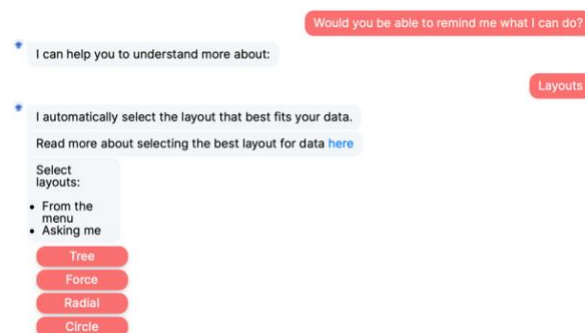 Would you be able to remind me what I can do?
I can help you to understand more about:
Layouts
I automatically select the layout that best fits your data.
Read more about selecting the best layout for data here
Select
layouts:
• From the
menu
• Asking me
Tree
Force
Radial
Circle